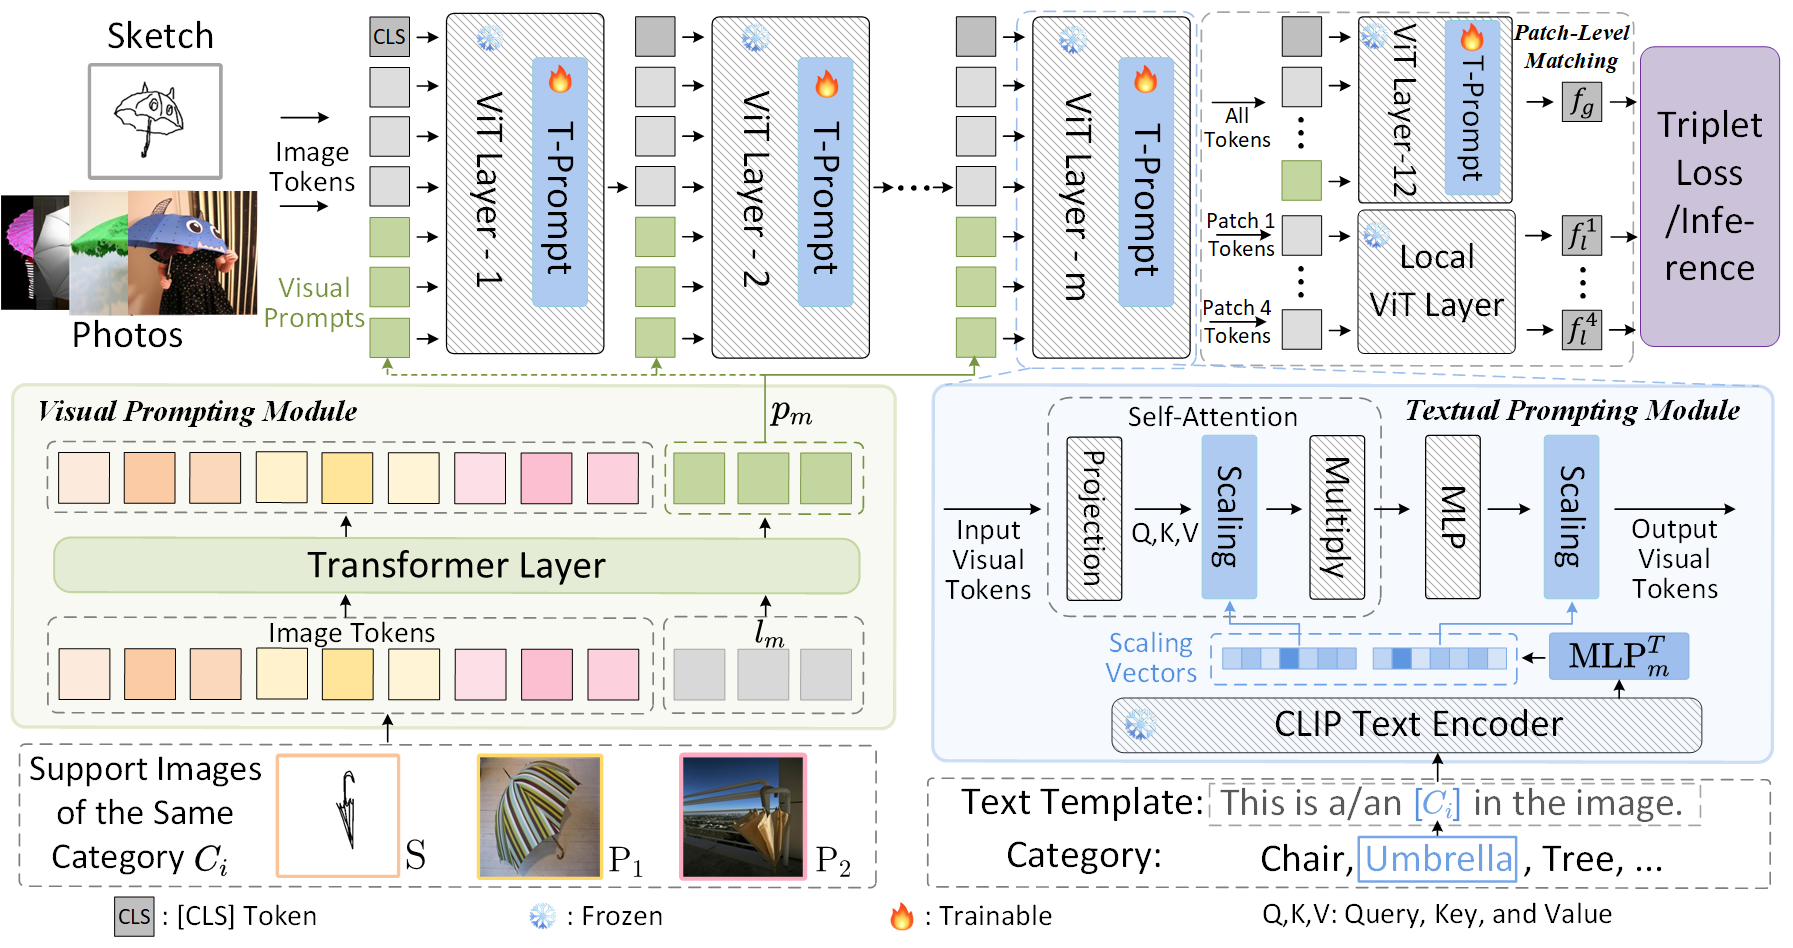 Sketch
Photos
Image
Tokens
Visual
Prompts
CLS
ViT Layer - 1
T-Prompt
ViT Layer - 2
T-Prompt
ViT Layer - m
T-Prompt
All
Tokens
ViT Layer-12
T-Prompt
Patch-Level
Matching
f_g
Patch 1
Tokens
Patch 4
Tokens
Local
ViT Layer
f_l^1
f_l^4
Triplet
Loss
/Infe-
rence
Visual Prompting Module
p_m
Transformer Layer
Image Tokens
l_m
Support Images
of the Same
Category C_i
S
P_1
P_2
Textual Prompting Module
Self-Attention
Input
Visual
Tokens
Projection
Q,K,V
Scaling
Multiply
MLP
Scaling
Output
Visual
Tokens
Scaling
Vectors
MLP_m^T
CLIP Text Encoder
Text Template: This is a/an [C_i] in the image.
Category: Chair, Umbrella , Tree, ...
CLS : [CLS] Token
: Frozen
: Trainable
Q,K,V: Query, Key, and Value